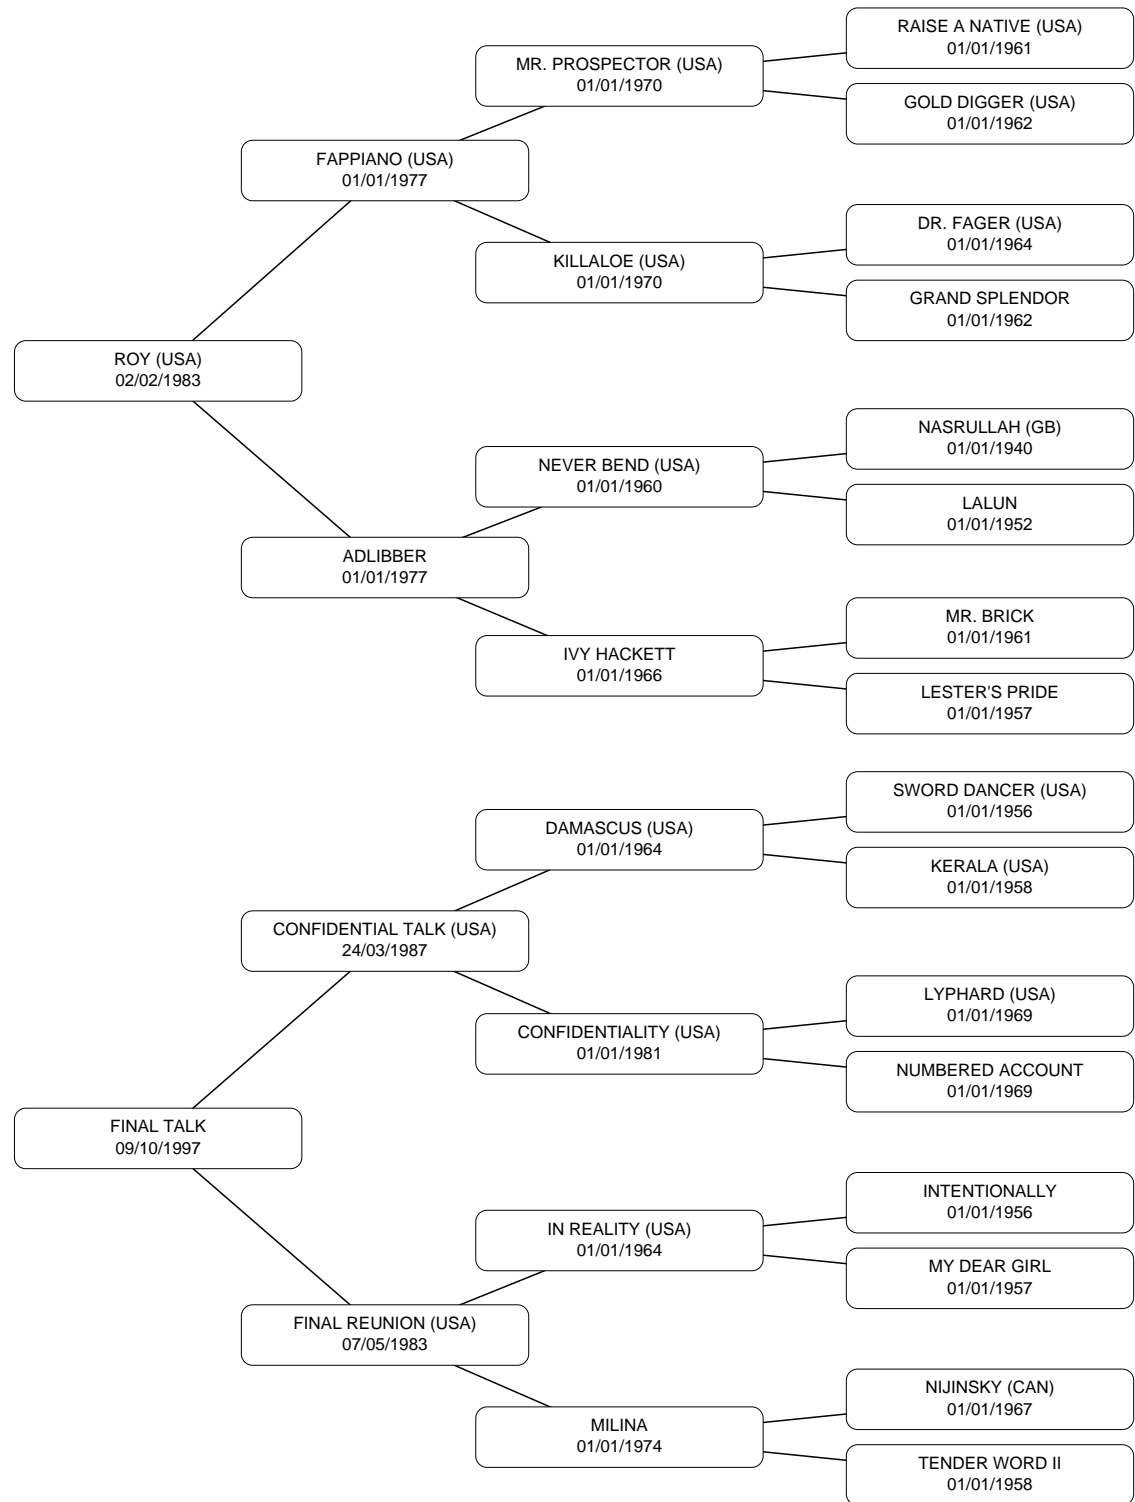 RAISE A NATIVE (USA)
01/01/1961
MR. PROSPECTOR (USA)
01/01/1970
GOLD DIGGER (USA)
01/01/1962
FAPPIANO (USA)
01/01/1977
DR. FAGER (USA)
01/01/1964
KILLALOE (USA)
01/01/1970
GRAND SPLENDOR
01/01/1962
ROY (USA)
02/02/1983
NASRULLAH (GB)
01/01/1940
NEVER BEND (USA)
01/01/1960
LALUN
01/01/1952
ADLIBBER
01/01/1977
MR. BRICK
01/01/1961
IVY HACKETT
01/01/1966
LESTER'S PRIDE
01/01/1957
SWORD DANCER (USA)
01/01/1956
DAMASCUS (USA)
01/01/1964
KERALA (USA)
01/01/1958
CONFIDENTIAL TALK (USA)
24/03/1987
LYPHARD (USA)
01/01/1969
CONFIDENTIALITY (USA)
01/01/1981
NUMBERED ACCOUNT
01/01/1969
FINAL TALK
09/10/1997
INTENTIONALLY
01/01/1956
IN REALITY (USA)
01/01/1964
MY DEAR GIRL
01/01/1957
FINAL REUNION (USA)
07/05/1983
NIJINSKY (CAN)
01/01/1967
MILINA
01/01/1974
TENDER WORD II
01/01/1958